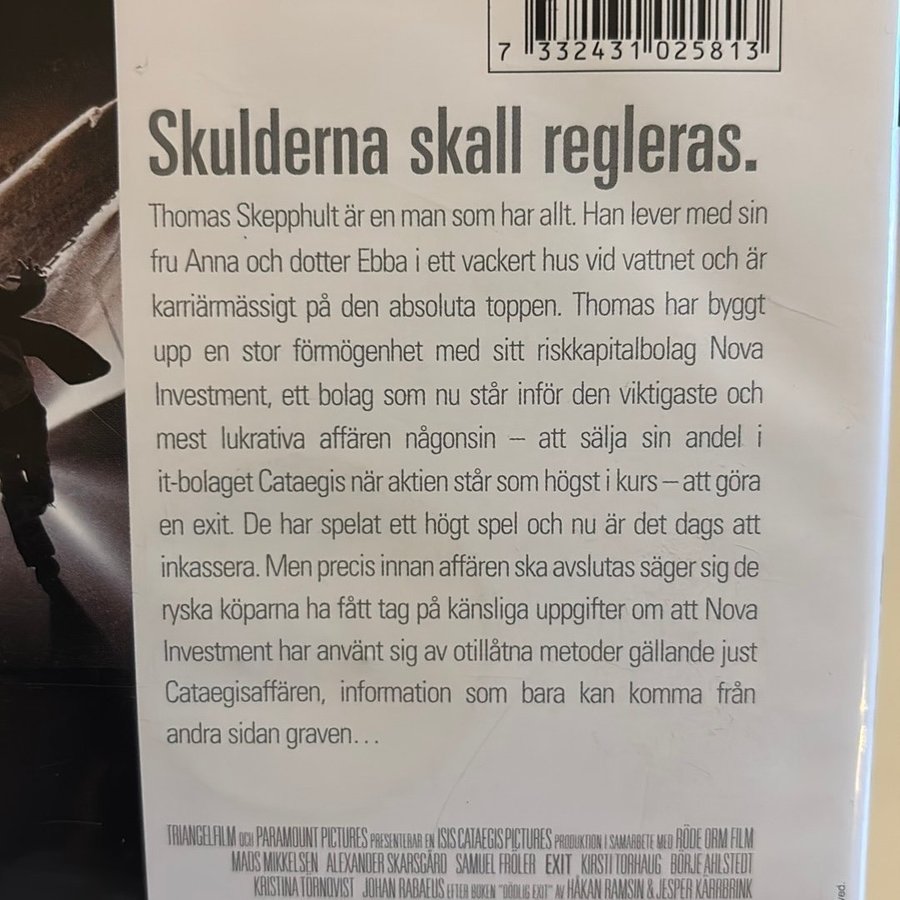 7 332431 025813
Skulderna skall regleras.
Thomas Skepphult är en man som har allt. Han lever med sin
fru Anna och dotter Ebba i ett vackert hus vid vattnet och är
karriärmässigt på den absoluta toppen. Thomas har byggt
upp en stor förmögenhet med sitt riskkapitalbolag Nova
Investment, ett bolag som nu står inför den viktigaste och
mest lukrativa affären någonsin – att sälja sin andel i
it-bolaget Cataegis när aktien står som högst i kurs – att göra
en exit. De har spelat ett högt spel och nu är det dags att
inkassera. Men precis innan affären ska avslutas säger sig de
ryska köparna ha fått tag på känsliga uppgifter om att Nova
Investment har använt sig av otillåtna metoder gällande just
Cataegisaffären, information som bara kan komma från
andra sidan graven...
TRIANGELFILM OCH PARAMOUNT PICTURES PRESENTERAR EN ISIS CATAEGIS PICTURES PRODUKTION I SAMARBETE MED RÖDE ORM FILM
MADS MIKKELSEN ALEXANDER SKARSGÅRD SAMUEL FRÖLER EXIT KIRSTI TORHAUG BÖRJE AHLSTEDT
KRISTINA TÖRNQVIST JOHAN RABAEUS EFTER BOKEN "DÖDLIG EXIT" AV HÅKAN RAMSIN & JESPER KÄRRBRINK